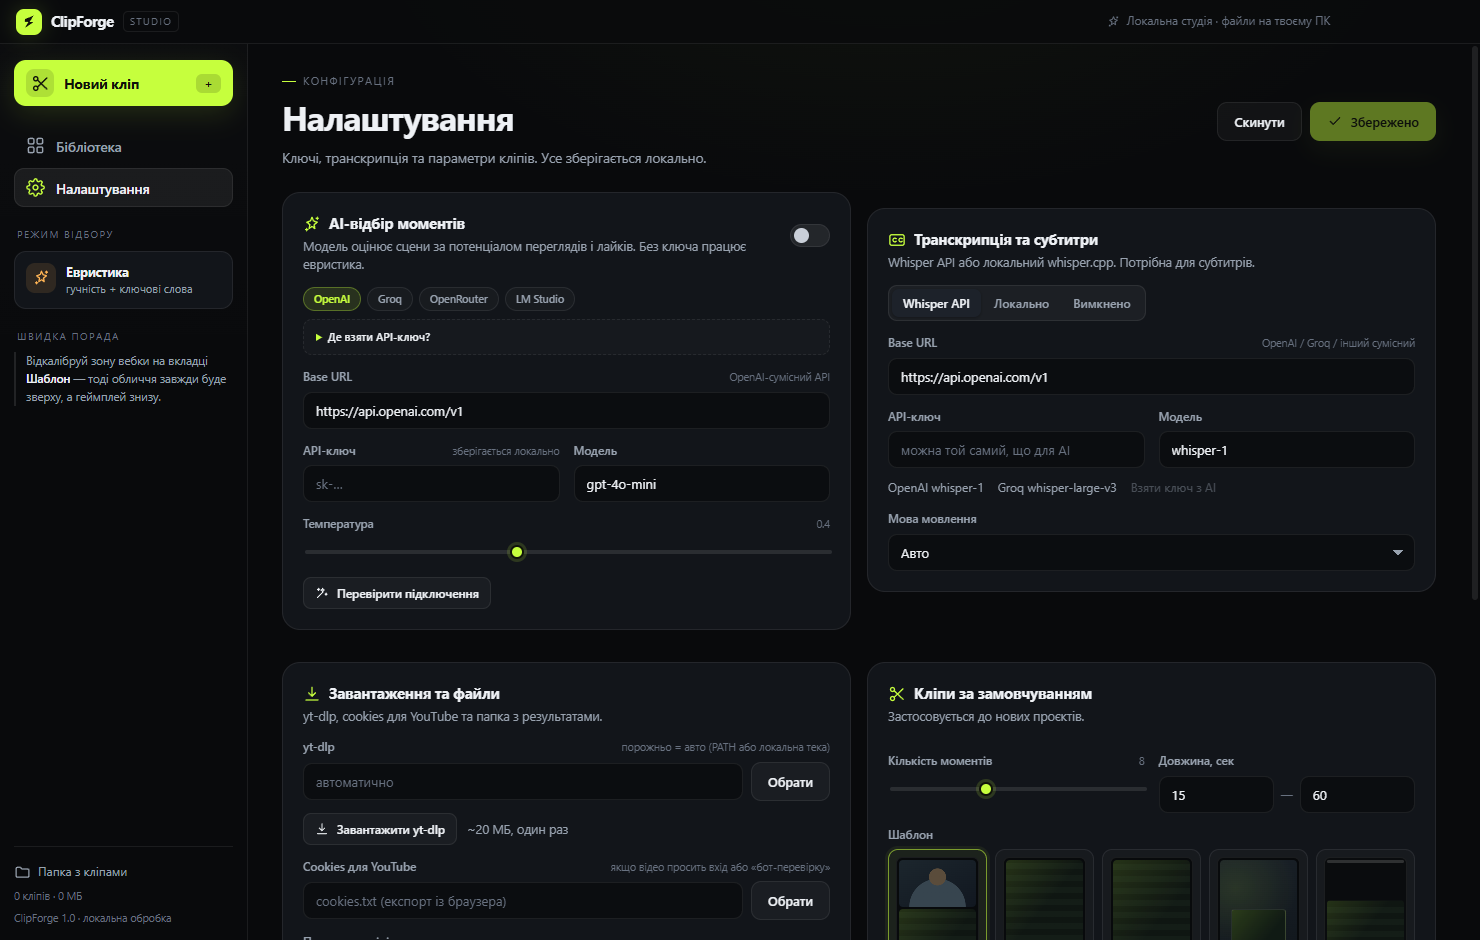 ClipForge STUDIO
Локальна студія · файли на твоєму ПК
Новий кліп +
Бібліотека
Налаштування
РЕЖИМ ВІДБОРУ
Евристика
гучність + ключові слова
ШВИДКА ПОРАДА
Відкалібруй зону вебки на вкладці
Шаблон — тоді обличчя завжди буде
зверху, а геймплей знизу.
Папка з кліпами
0 кліпів · 0 МБ
ClipForge 1.0 · локальна обробка
КОНФІГУРАЦІЯ
Налаштування
Ключі, транскрипція та параметри кліпів. Усе зберігається локально.
Скинути
Збережено
AI-відбір моментів
Модель оцінює сцени за потенціалом переглядів і лайків. Без ключа працює
евристика.
OpenAI Groq OpenRouter LM Studio
Де взяти API-ключ?
Base URL OpenAI-сумісний API
https://api.openai.com/v1
API-ключ зберігається локально Модель
sk-... gpt-4o-mini
Температура 0.4
Перевірити підключення
Транскрипція та субтитри
Whisper API або локальний whisper.cpp. Потрібна для субтитрів.
Whisper API Локально Вимкнено
Base URL OpenAI / Groq / інший сумісний
https://api.openai.com/v1
API-ключ Модель
можна той самий, що для AI whisper-1
OpenAI whisper-1 Groq whisper-large-v3 Взяти ключ з AI
Мова мовлення
Авто
Завантаження та файли
yt-dlp, cookies для YouTube та папка з результатами.
yt-dlp порожньо = авто (PATH або локальна тека)
автоматично Обрати
Завантажити yt-dlp ~20 МБ, один раз
Cookies для YouTube якщо відео просить вхід або «бот-перевірку»
cookies.txt (експорт із браузера) Обрати
Кліпи за замовчуванням
Застосовується до нових проєктів.
Кількість моментів 8 Довжина, сек
15 — 60
Шаблон